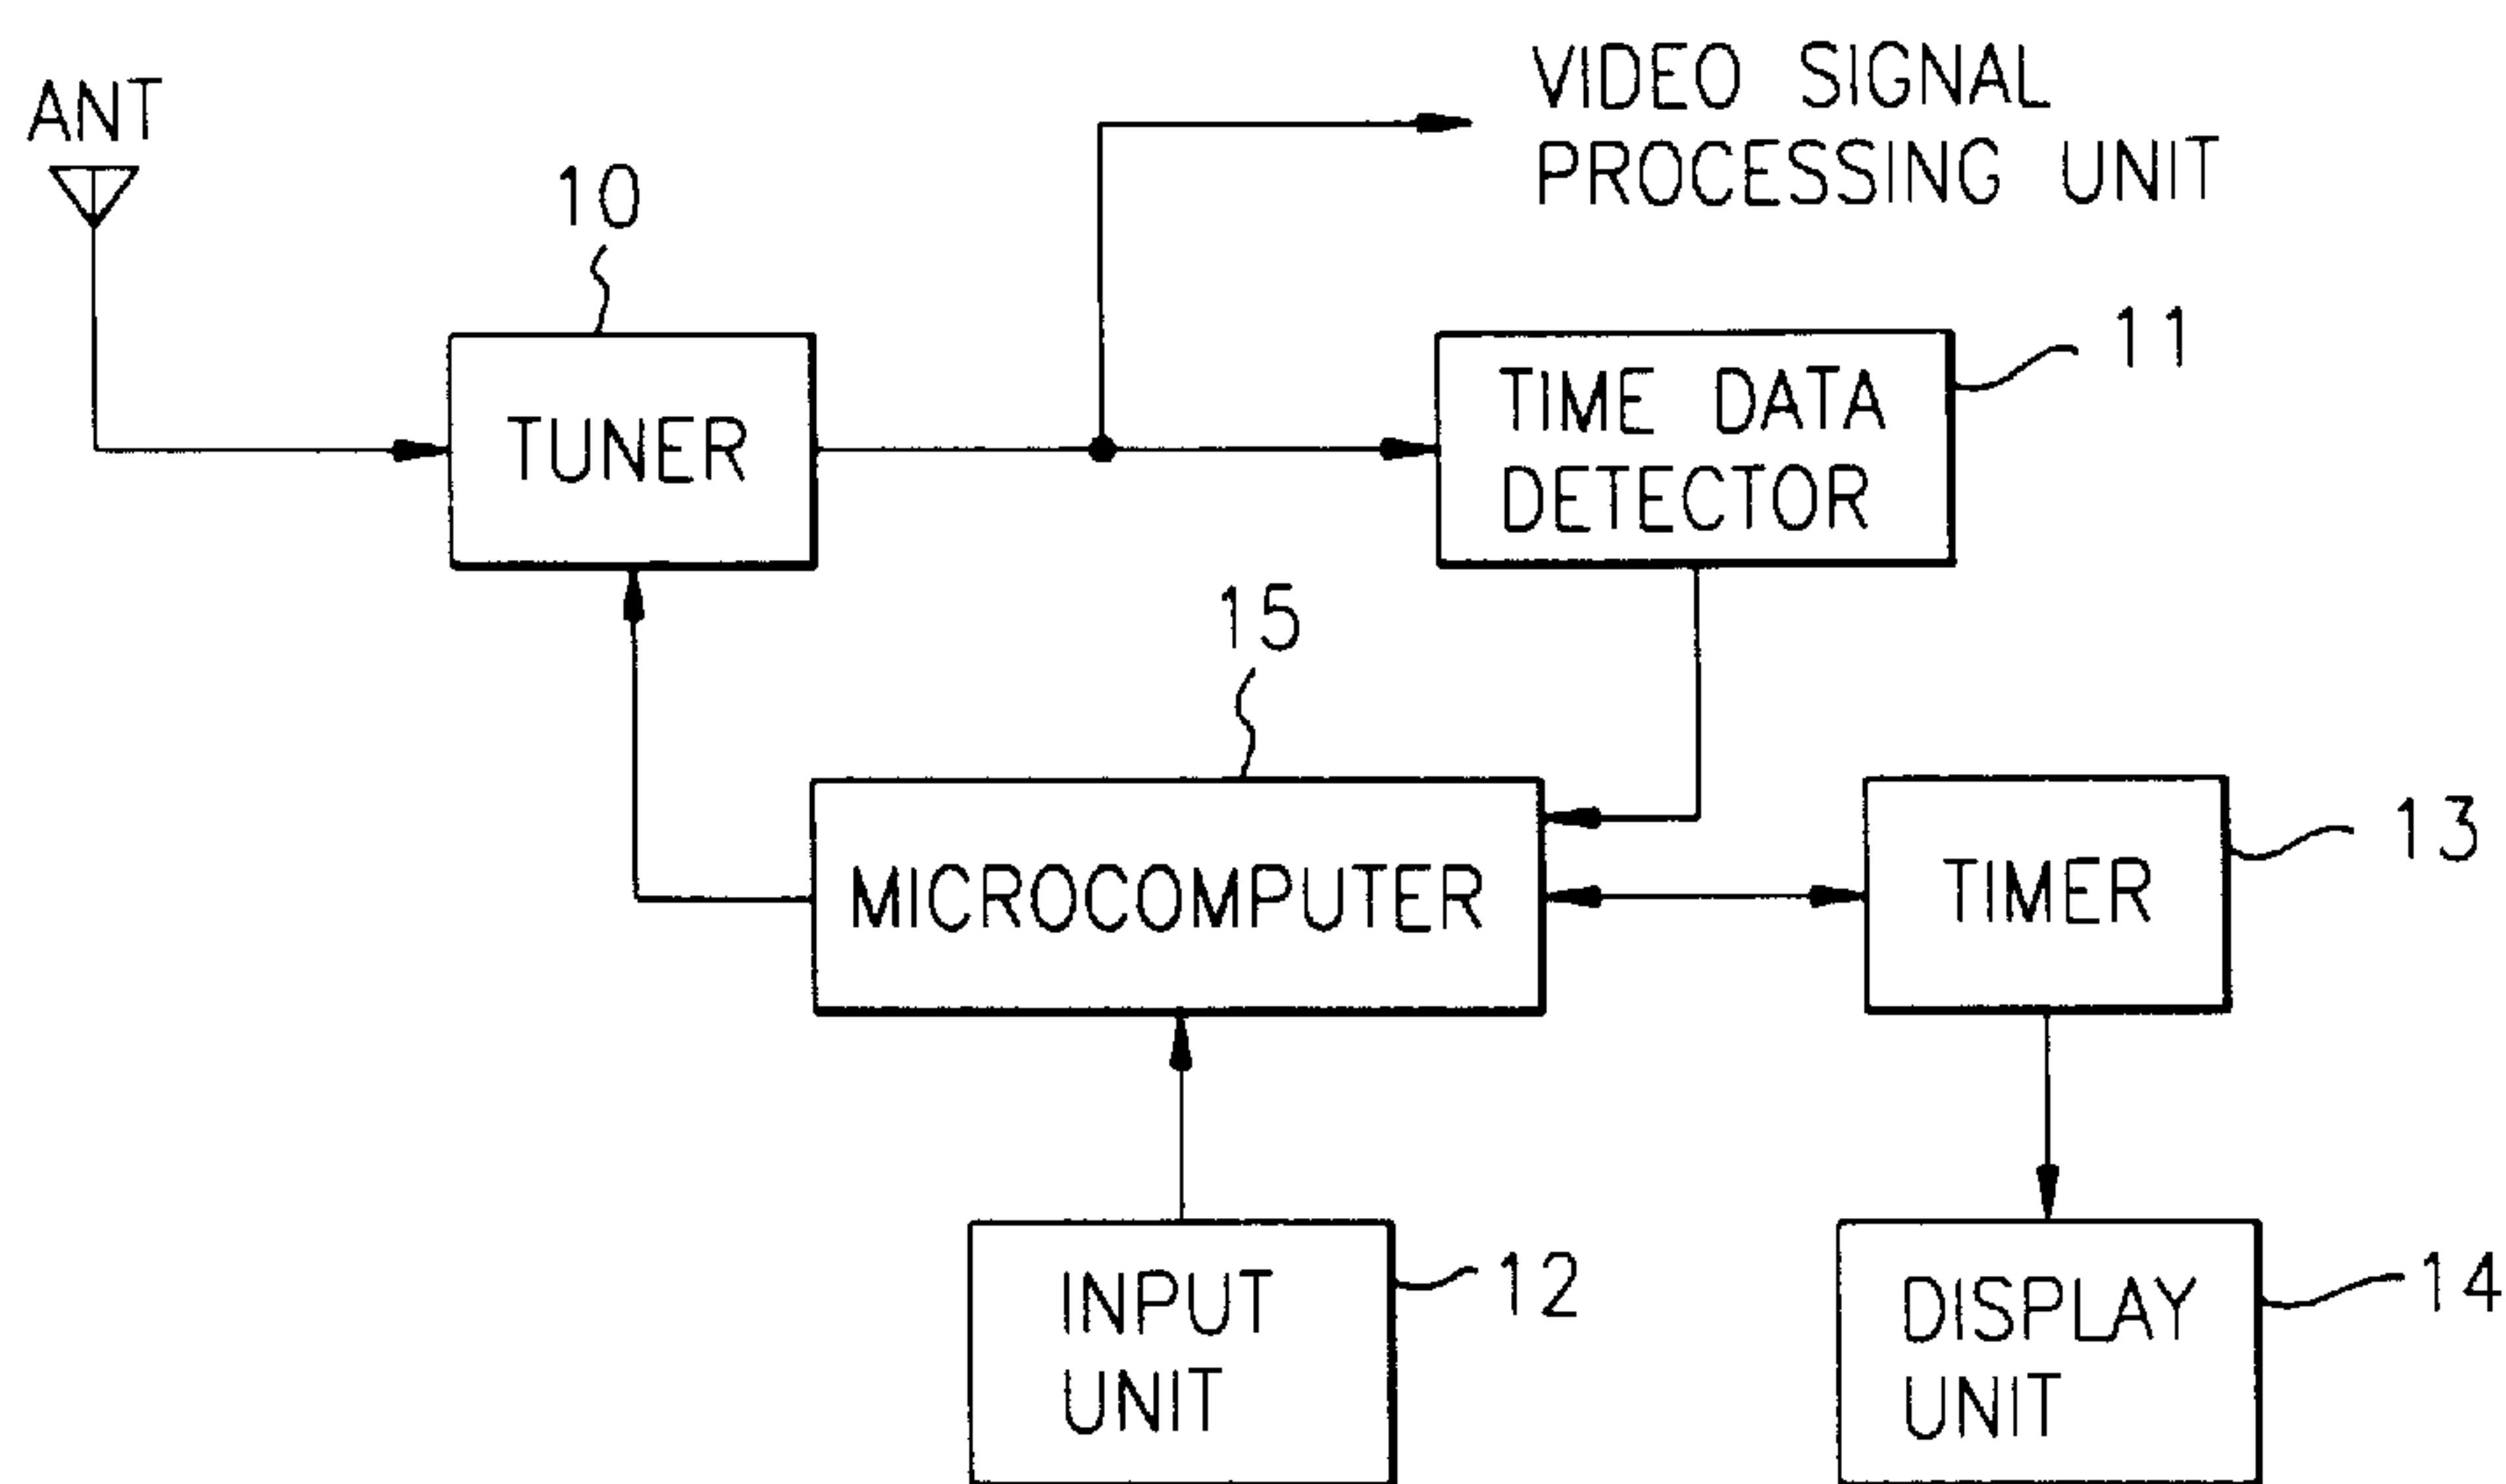 VIDEO SIGNAL
PROCESSING UNIT
ANT
10
11
TUNER
TIME DATA
DETECTOR
15
13
MICROCOMPUTER
TIMER
12
14
INPUT
UNIT
DISPLAY
UNIT